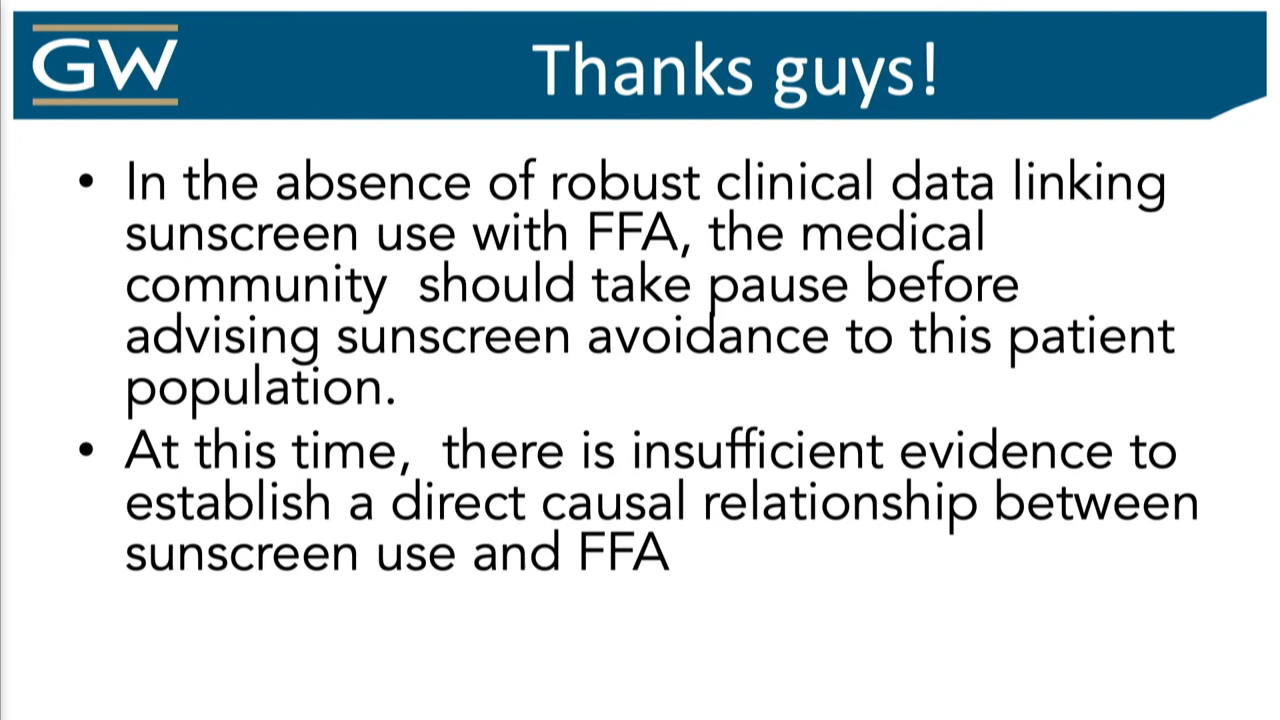 GW
Thanks guys!
• In the absence of robust clinical data linking
sunscreen use with FFA, the medical
community  should take pause before
advising sunscreen avoidance to this patient
population.
• At this time,  there is insufficient evidence to
establish a direct causal relationship between
sunscreen use and FFA